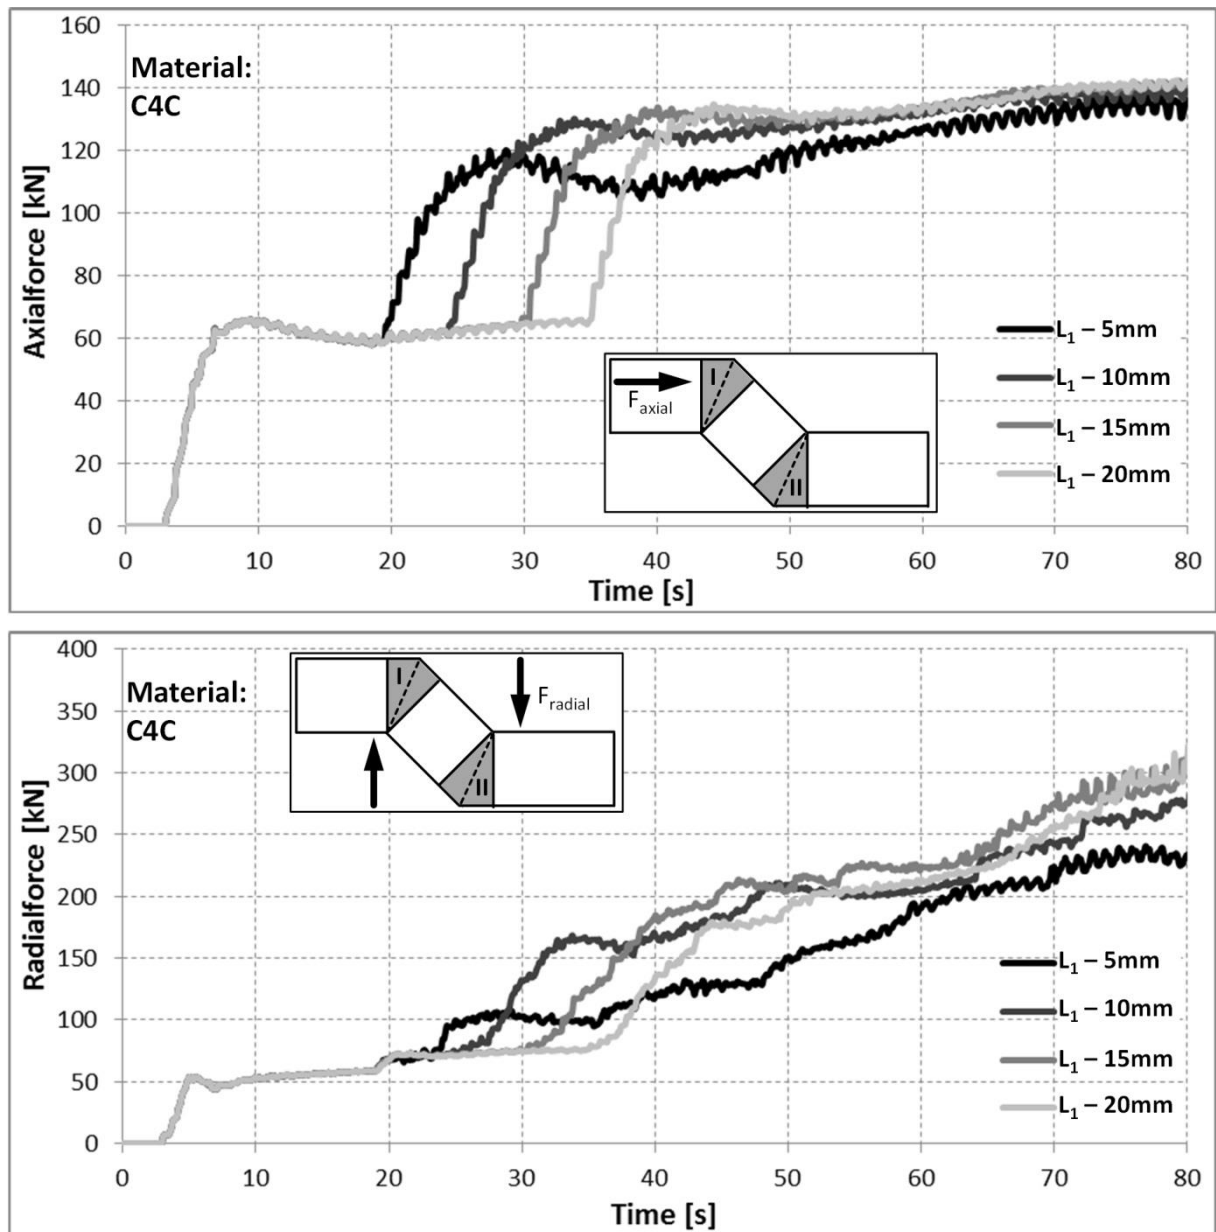 160
140
120
100
80
60
40
20
0
Axialforce [kN]
Material:
C4C
L₁ – 5mm
L₁ – 10mm
L₁ – 15mm
L₁ – 20mm
I
F axial
II
0 10 20 30 40 50 60 70 80
Time [s]
400
350
300
250
200
150
100
50
0
Radialforce [kN]
Material:
C4C
I
F radial
II
L₁ – 5mm
L₁ – 10mm
L₁ – 15mm
L₁ – 20mm
0 10 20 30 40 50 60 70 80
Time [s]